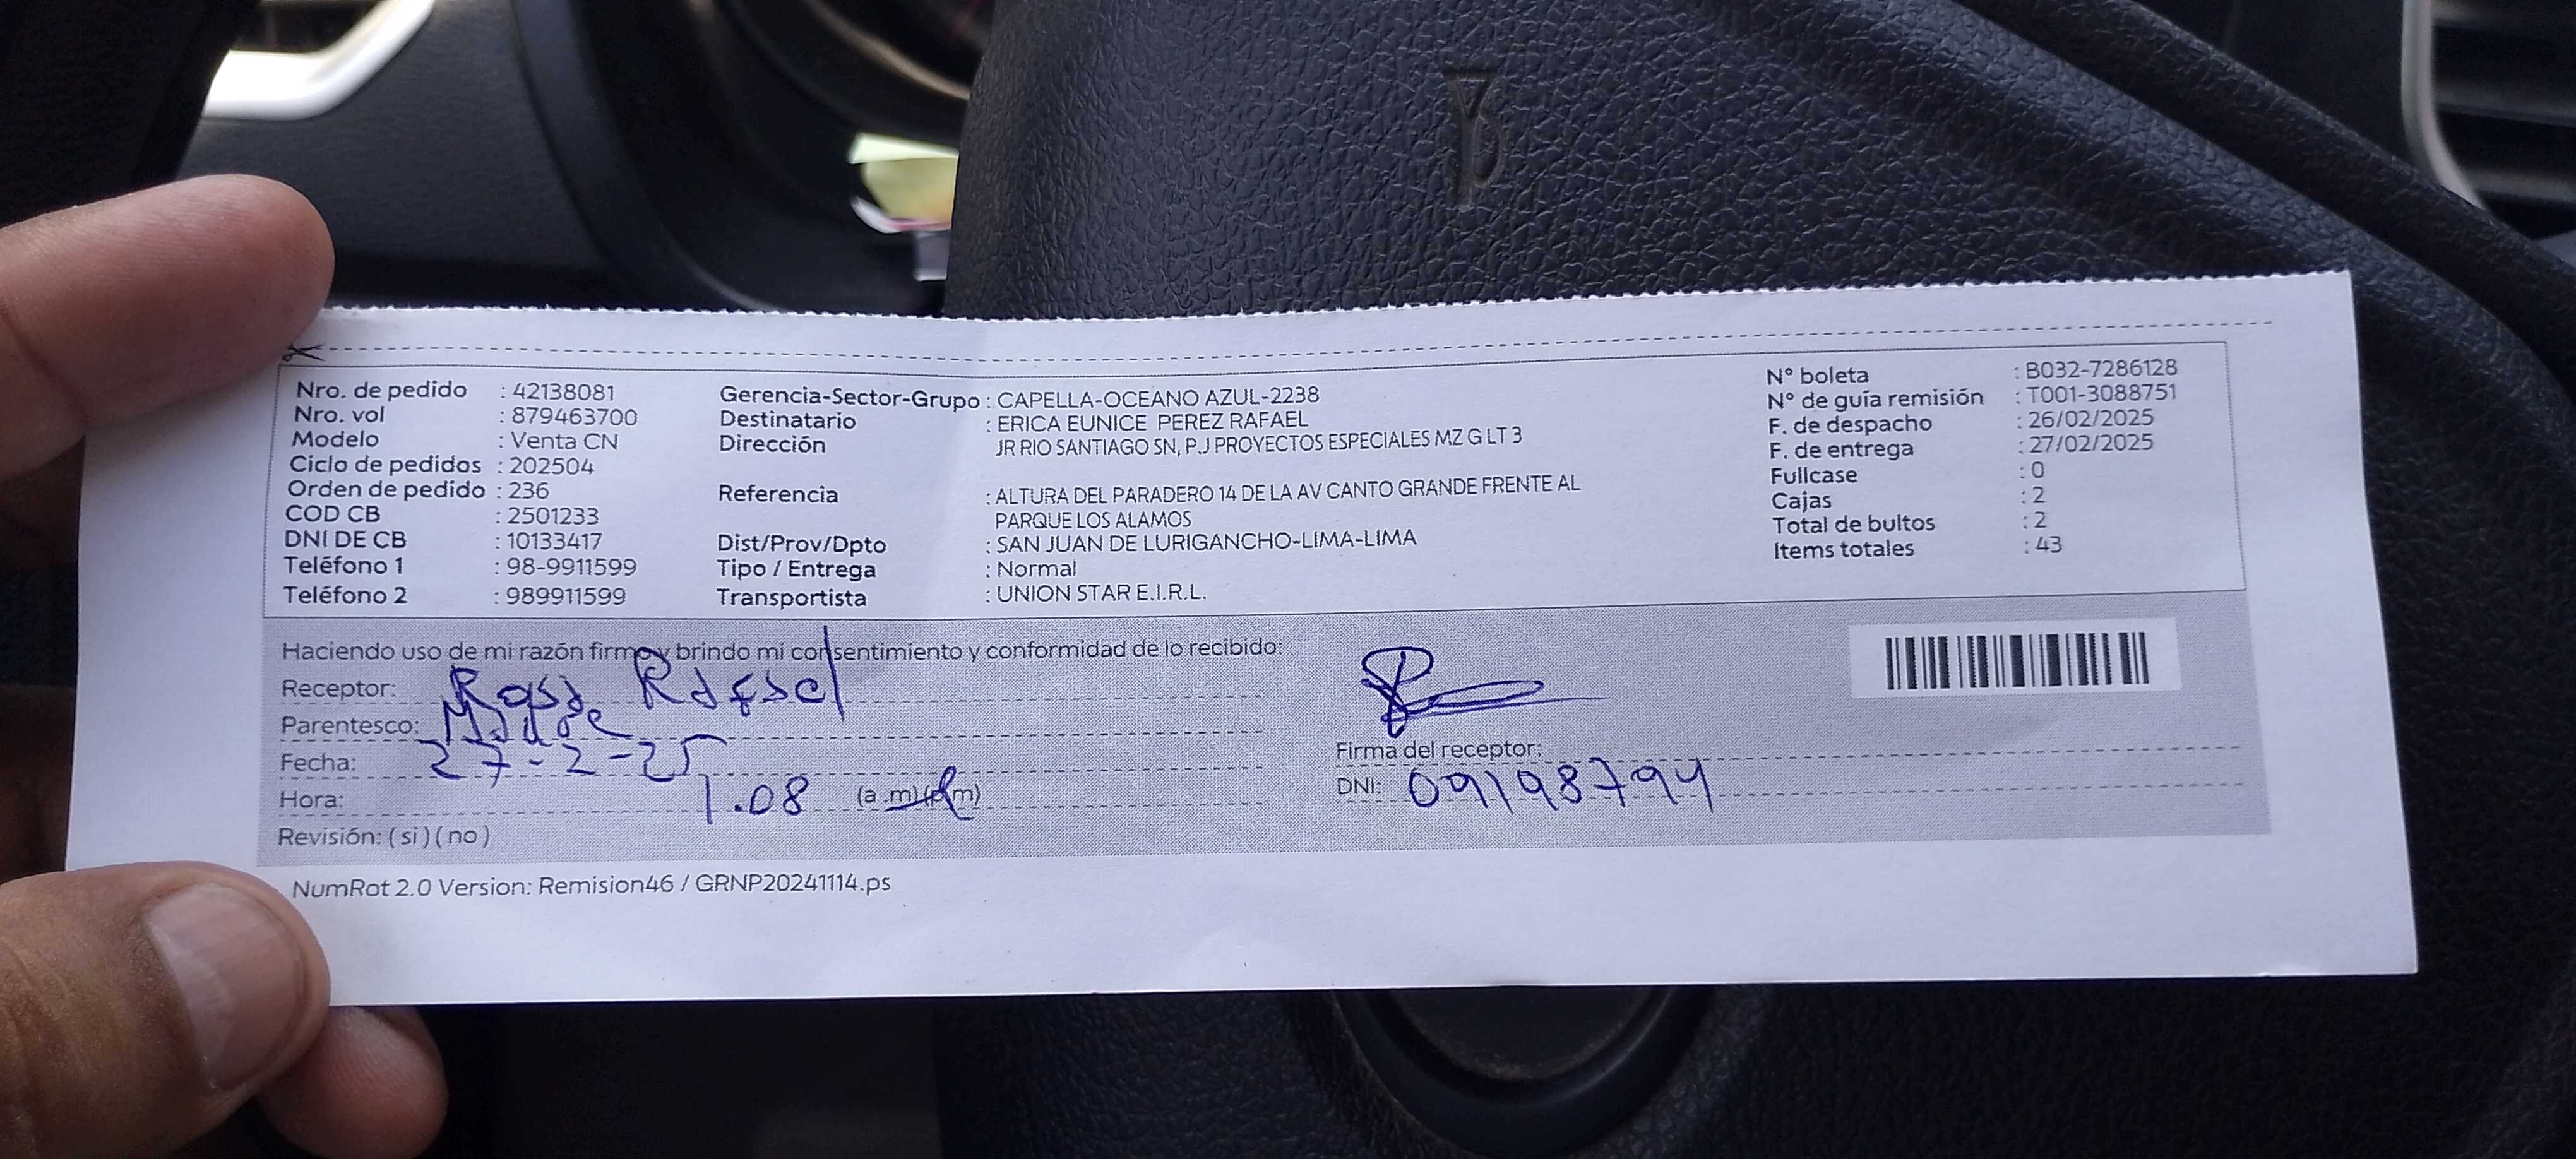 Nro. de pedido : 42138081
Nro. vol : 879463700
Modelo : Venta CN
Ciclo de pedidos : 202504
Orden de pedido : 236
COD CB : 2501233
DNI DE CB : 10133417
Teléfono 1 : 98-9911599
Teléfono 2 : 989911599
Gerencia-Sector-Grupo : CAPELLA-OCEANO AZUL-2238
Destinatario : ERICA EUNICE PEREZ RAFAEL
Dirección JR RIO SANTIAGO SN, P.J PROYECTOS ESPECIALES MZ G LT 3
Referencia : ALTURA DEL PARADERO 14 DE LA AV CANTO GRANDE FRENTE AL
PARQUE LOS ALAMOS
Dist/Prov/Dpto : SAN JUAN DE LURIGANCHO-LIMA-LIMA
Tipo / Entrega : Normal
Transportista : UNION STAR E.I.R.L.
N° boleta : B032-7286128
N° de guía remisión : T001-3088751
F. de despacho : 26/02/2025
F. de entrega : 27/02/2025
Fullcase : 0
Cajas : 2
Total de bultos : 2
Items totales : 43
Haciendo uso de mi razón firmo y brindo mi consentimiento y conformidad de lo recibido:
Receptor: Rosa Rafael
Parentesco: Madre
Fecha: 27-2-25
Hora: 1.08 (a.m) (p.m)
Revisión: ( si ) ( no )
Firma del receptor:
DNI: 09198794
NumRot 2.0 Version: Remision46 / GRNP20241114.ps